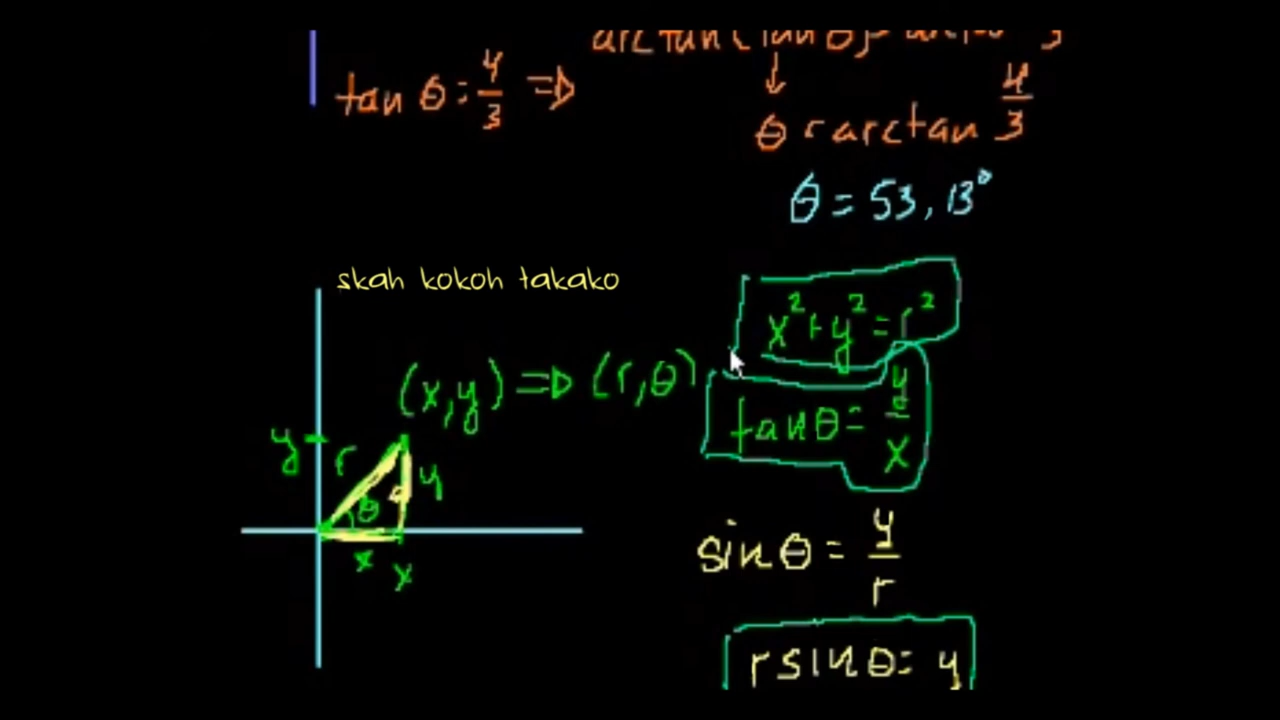 tan θ = 4/3 ⇒
θ = arctan 4/3
θ = 53,13°
skah kokoh takako
x² + y² = r²
(x, y) ⇒ (r, θ)
tan θ = y/x
y
r
y
θ
x
x
sin θ = y/r
r sin θ = y